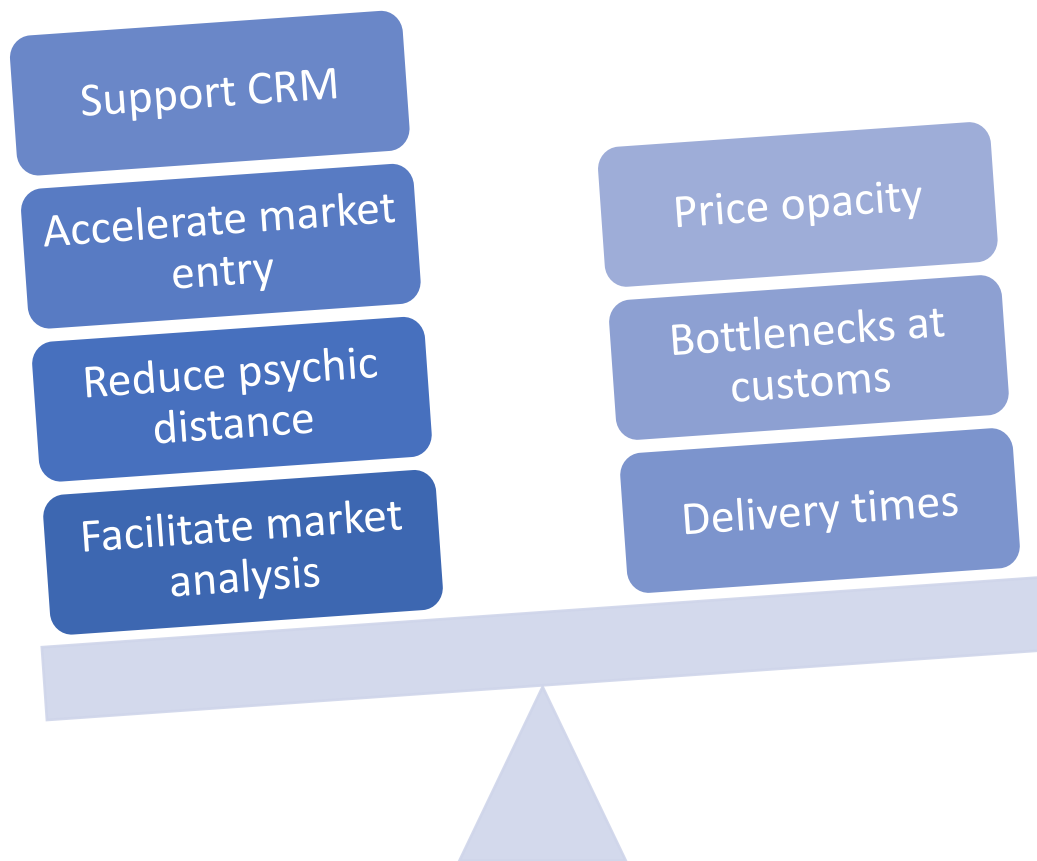 Support CRM
Accelerate market
entry
Reduce psychic
distance
Facilitate market
analysis
Price opacity
Bottlenecks at
customs
Delivery times